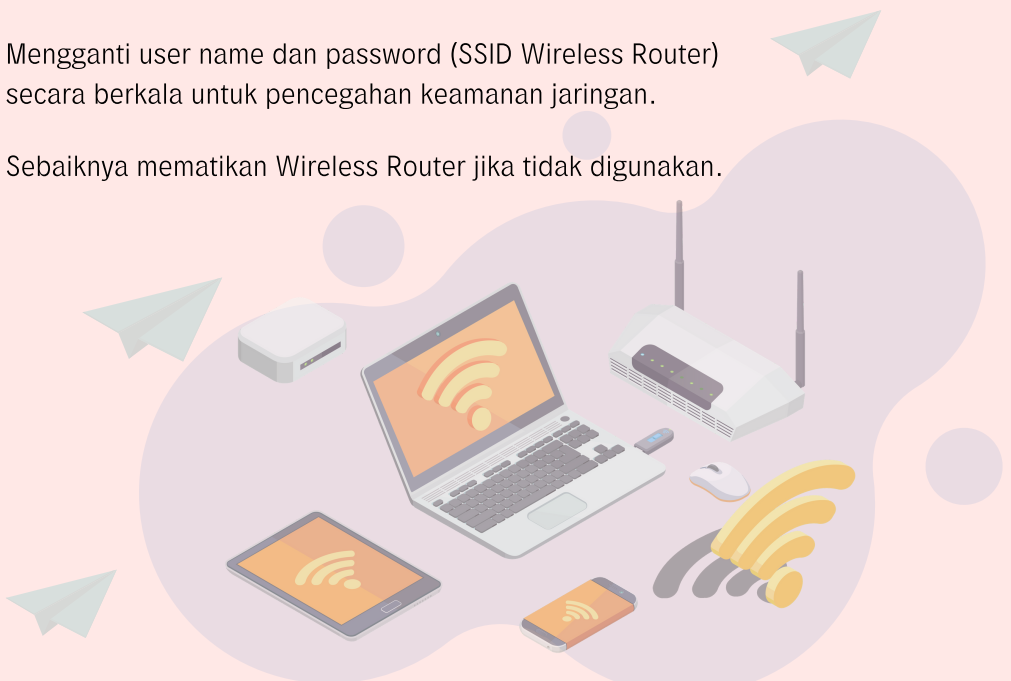 Mengganti user name dan password (SSID Wireless Router)
secara berkala untuk pencegahan keamanan jaringan.
Sebaiknya mematikan Wireless Router jika tidak digunakan.